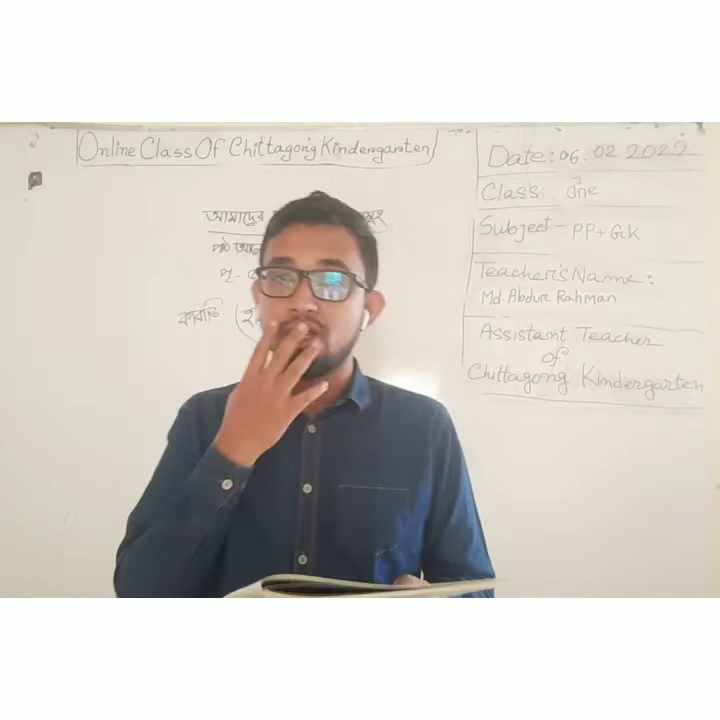 Online Class Of Chittagong Kindergarten
Date: 06.02.2022
Class: One
Subject - PP+GK
Teacher's Name:
Md. Abdur Rahman
Assistant Teacher
of
Chittagong Kindergarten
আমাদের
পাঠ
পৃ -